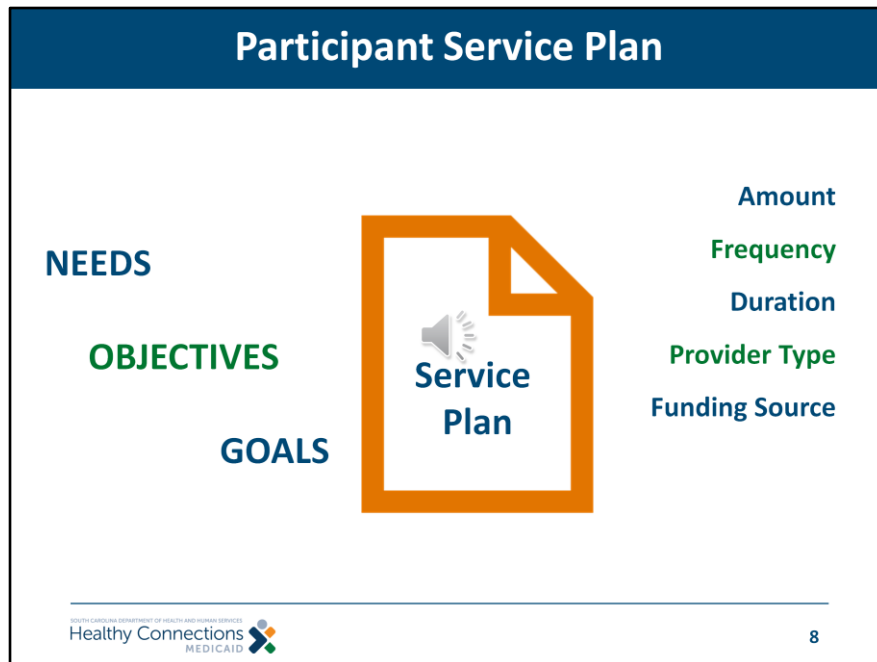 Participant Service Plan
NEEDS
OBJECTIVES
GOALS
Service
Plan
Amount
Frequency
Duration
Provider Type
Funding Source
SOUTH CAROLINA DEPARTMENT OF HEALTH AND HUMAN SERVICES
Healthy Connections
MEDICAID
8